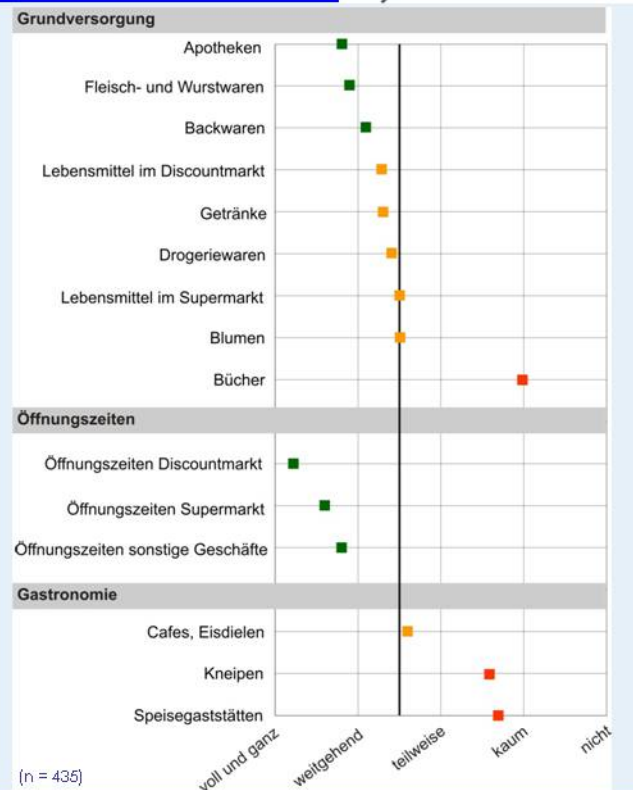 Grundversorgung
Apotheken
Fleisch- und Wurstwaren
Backwaren
Lebensmittel im Discountmarkt
Getränke
Drogeriewaren
Lebensmittel im Supermarkt
Blumen
Bücher
Öffnungszeiten
Öffnungszeiten Discountmarkt
Öffnungszeiten Supermarkt
Öffnungszeiten sonstige Geschäfte
Gastronomie
Cafes, Eisdielen
Kneipen
Speisegaststätten
voll und ganz
weitgehend
teilweise
kaum
nicht
(n = 435)